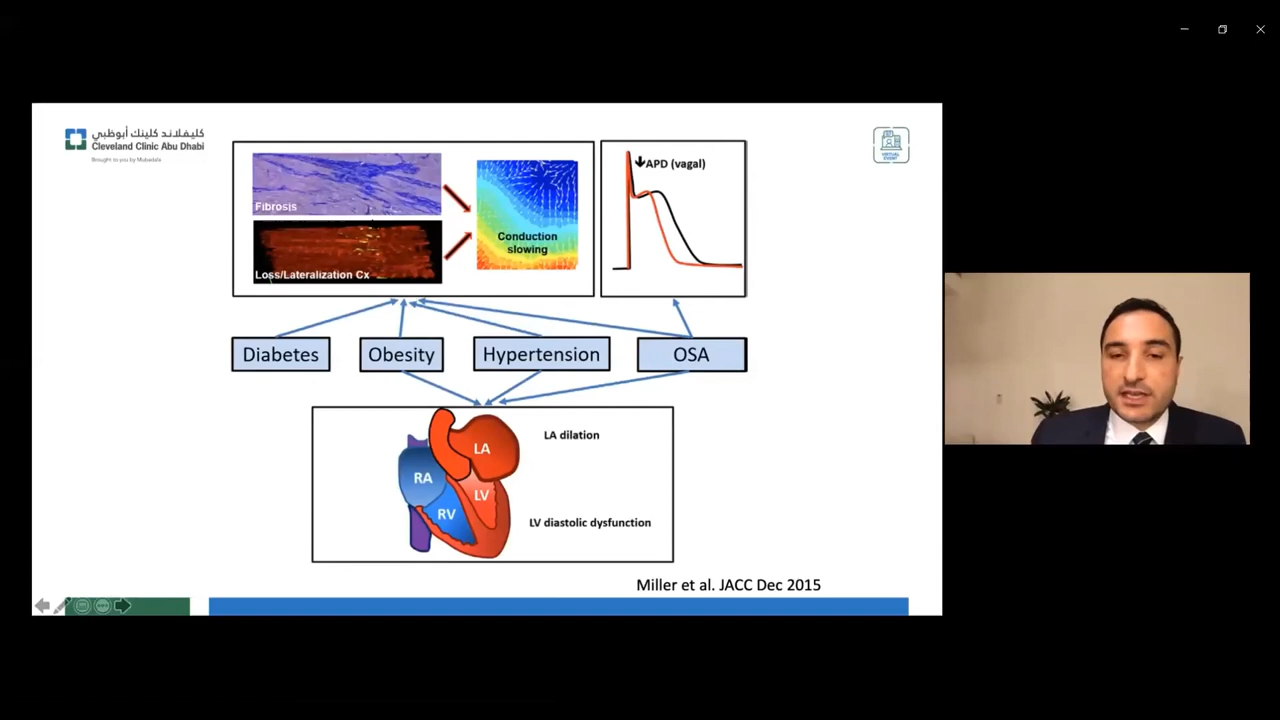 كليفلاند كلينك أبوظبي
Cleveland Clinic Abu Dhabi
Brought to you by Mubadala
VIRTUAL
EVENT
Fibrosis
Loss/Lateralization Cx
Conduction
slowing
↓APD (vagal)
Diabetes
Obesity
Hypertension
OSA
LA
RA
LV
RV
LA dilation
LV diastolic dysfunction
Miller et al. JACC Dec 2015